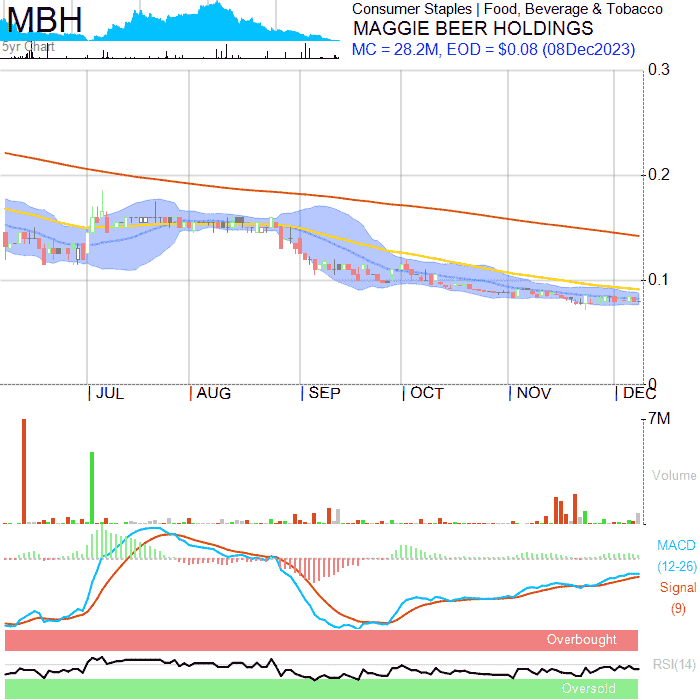 MBH
5yr Chart
Consumer Staples | Food, Beverage & Tobacco
MAGGIE BEER HOLDINGS
MC = 28.2M, EOD = $0.08 (08Dec2023)
0.3
0.2
0.1
0
JUL AUG SEP OCT NOV DEC
7M
Volume
MACD
(12-26)
Signal
(9)
Overbought
RSI(14)
Oversold